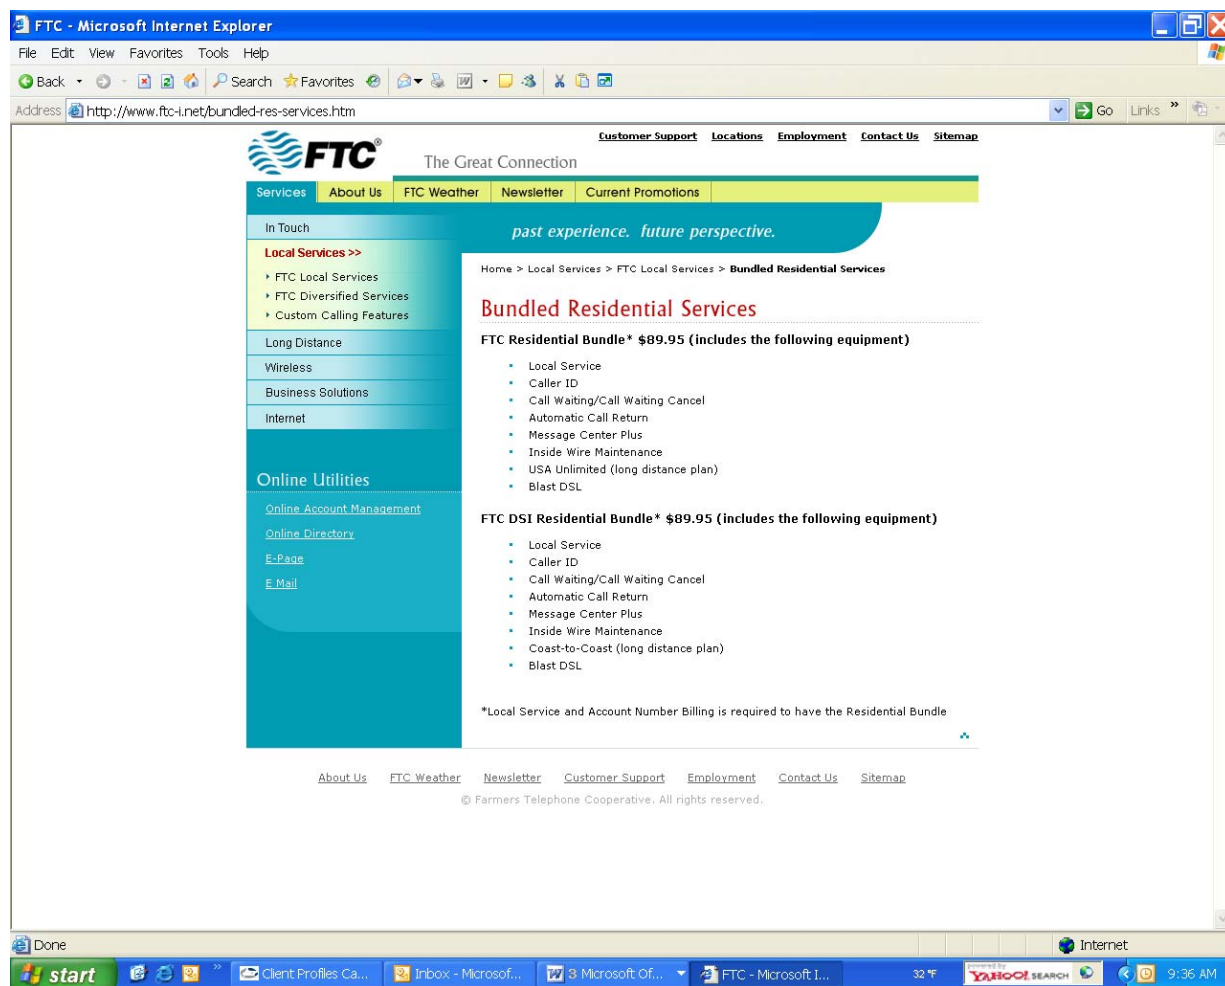 FTC - Microsoft Internet Explorer
File Edit View Favorites Tools Help
Back Search Favorites
Address http://www.ftc-i.net/bundled-res-services.htm Go Links »
Customer Support Locations Employment Contact Us Sitemap
FTC® The Great Connection
Services About Us FTC Weather Newsletter Current Promotions
In Touch
past experience. future perspective.
Local Services >>
FTC Local Services
FTC Diversified Services
Custom Calling Features
Long Distance
Wireless
Business Solutions
Internet
Online Utilities
Online Account Management
Online Directory
E-Page
E Mail
Home > Local Services > FTC Local Services > Bundled Residential Services
Bundled Residential Services
FTC Residential Bundle* $89.95 (includes the following equipment)
Local Service
Caller ID
Call Waiting/Call Waiting Cancel
Automatic Call Return
Message Center Plus
Inside Wire Maintenance
USA Unlimited (long distance plan)
Blast DSL
FTC DSI Residential Bundle* $89.95 (includes the following equipment)
Local Service
Caller ID
Call Waiting/Call Waiting Cancel
Automatic Call Return
Message Center Plus
Inside Wire Maintenance
Coast-to-Coast (long distance plan)
Blast DSL
*Local Service and Account Number Billing is required to have the Residential Bundle
About Us FTC Weather Newsletter Customer Support Employment Contact Us Sitemap
© Farmers Telephone Cooperative. All rights reserved.
Done Internet
start » Client Profiles Ca... Inbox - Microsof... 3 Microsoft Of... FTC - Microsoft I... 32 °F YAHOO! SEARCH 9:36 AM